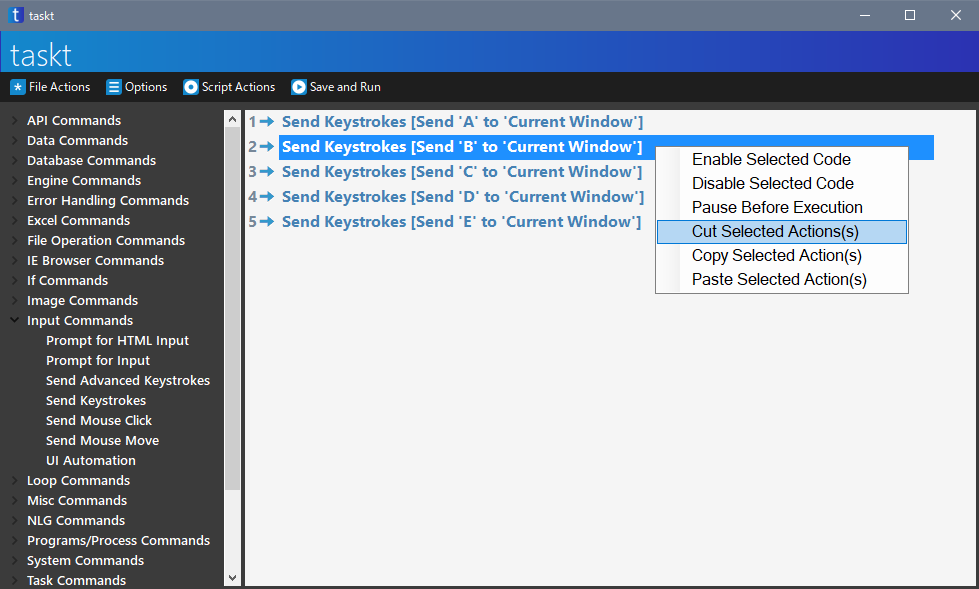 t taskt
taskt
File Actions Options Script Actions Save and Run
API Commands
Data Commands
Database Commands
Engine Commands
Error Handling Commands
Excel Commands
File Operation Commands
IE Browser Commands
If Commands
Image Commands
Input Commands
Prompt for HTML Input
Prompt for Input
Send Advanced Keystrokes
Send Keystrokes
Send Mouse Click
Send Mouse Move
UI Automation
Loop Commands
Misc Commands
NLG Commands
Programs/Process Commands
System Commands
Task Commands
1 Send Keystrokes [Send 'A' to 'Current Window']
2 Send Keystrokes [Send 'B' to 'Current Window']
3 Send Keystrokes [Send 'C' to 'Current Window']
4 Send Keystrokes [Send 'D' to 'Current Window']
5 Send Keystrokes [Send 'E' to 'Current Window']
Enable Selected Code
Disable Selected Code
Pause Before Execution
Cut Selected Actions(s)
Copy Selected Action(s)
Paste Selected Action(s)